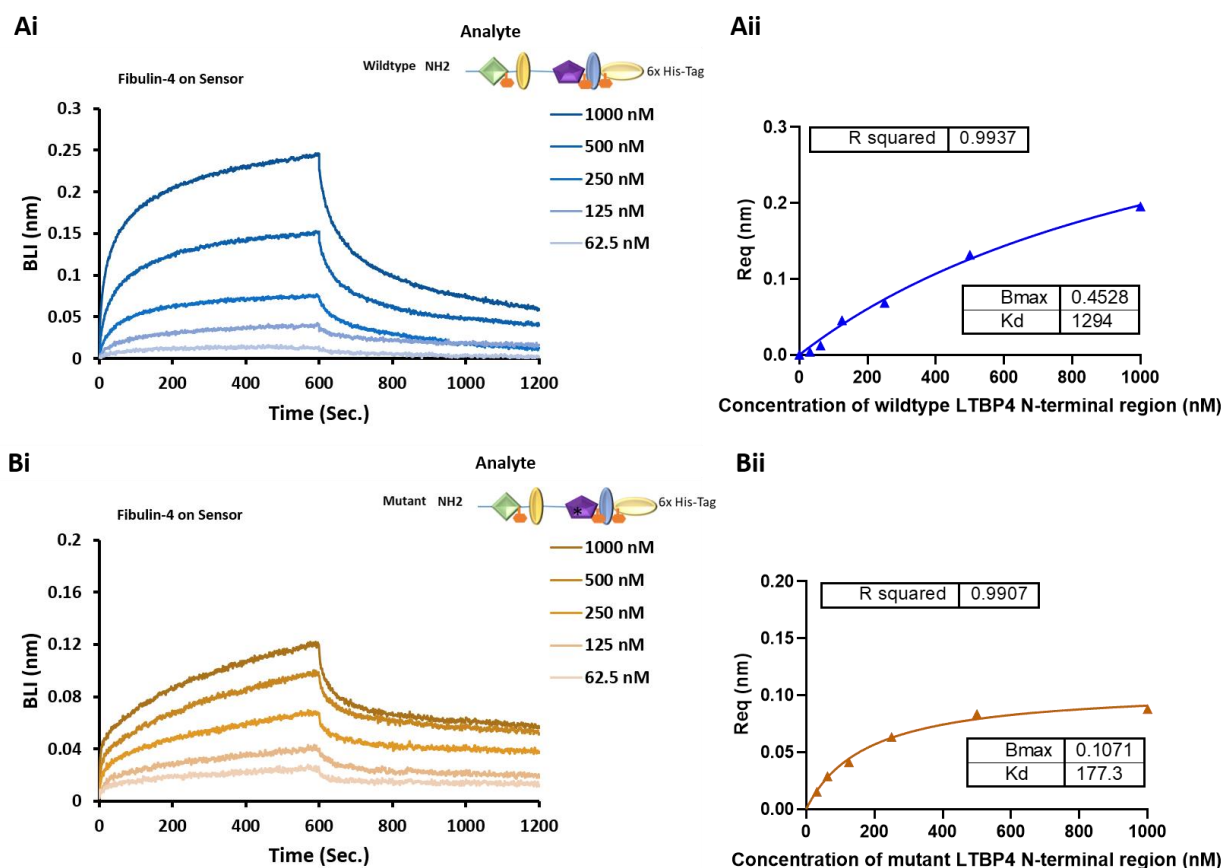 Ai
Analyte
Wildtype NH2
6x His-Tag
Fibulin-4 on Sensor
0.3
0.25
0.2
0.15
0.1
0.05
0
BLI (nm)
1000 nM
500 nM
250 nM
125 nM
62.5 nM
0 200 400 600 800 1000 1200
Time (Sec.)
Aii
R squared 0.9937
0.3
0.2
0.1
0.0
Req (nm)
Bmax 0.4528
Kd 1294
0 200 400 600 800 1000
Concentration of wildtype LTBP4 N-terminal region (nM)
Bi
Analyte
Mutant NH2
*
6x His-Tag
Fibulin-4 on Sensor
0.2
0.16
0.12
0.08
0.04
0
BLI (nm)
1000 nM
500 nM
250 nM
125 nM
62.5 nM
0 200 400 600 800 1000 1200
Time (Sec.)
Bii
R squared 0.9907
0.20
0.15
0.10
0.05
0.00
Req (nm)
Bmax 0.1071
Kd 177.3
0 200 400 600 800 1000
Concentration of mutant LTBP4 N-terminal region (nM)